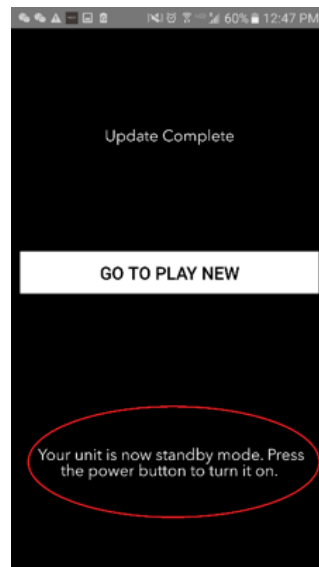 60% 12:47 PM
Update Complete
GO TO PLAY NEW
Your unit is now standby mode. Press
the power button to turn it on.